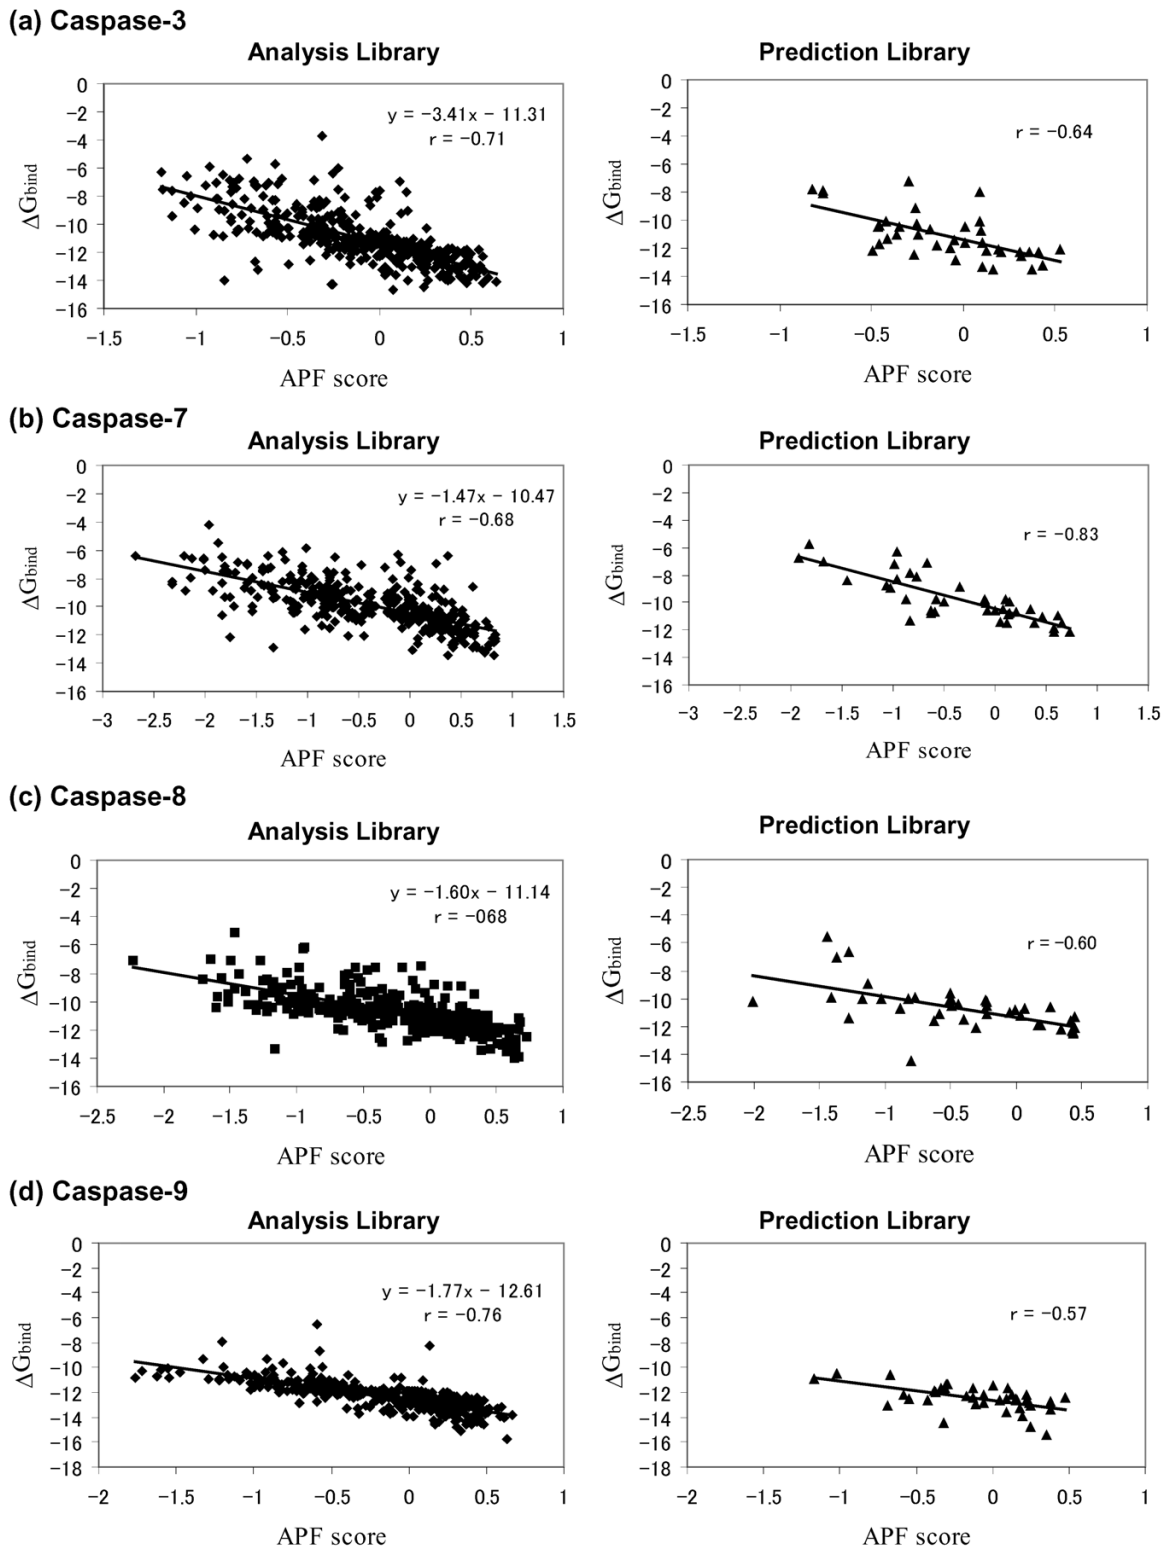 (a) Caspase-3
Analysis Library
0
−2
−4
−6
−8
−10
−12
−14
−16
ΔGbind
y = −3.41x − 11.31
r = −0.71
−1.5 −1 −0.5 0 0.5 1
APF score
Prediction Library
0
−2
−4
−6
−8
−10
−12
−14
−16
ΔGbind
r = −0.64
−1.5 −1 −0.5 0 0.5 1
APF score
(b) Caspase-7
Analysis Library
0
−2
−4
−6
−8
−10
−12
−14
−16
ΔGbind
y = −1.47x − 10.47
r = −0.68
−3 −2.5 −2 −1.5 −1 −0.5 0 0.5 1 1.5
APF score
Prediction Library
0
−2
−4
−6
−8
−10
−12
−14
−16
ΔGbind
r = −0.83
−3 −2.5 −2 −1.5 −1 −0.5 0 0.5 1 1.5
APF score
(c) Caspase-8
Analysis Library
0
−2
−4
−6
−8
−10
−12
−14
−16
ΔGbind
y = −1.60x − 11.14
r = −068
−2.5 −2 −1.5 −1 −0.5 0 0.5 1
APF score
Prediction Library
0
−2
−4
−6
−8
−10
−12
−14
−16
ΔGbind
r = −0.60
−2.5 −2 −1.5 −1 −0.5 0 0.5 1
APF score
(d) Caspase-9
Analysis Library
0
−2
−4
−6
−8
−10
−12
−14
−16
−18
ΔGbind
y = −1.77x − 12.61
r = −0.76
−2 −1.5 −1 −0.5 0 0.5 1
APF score
Prediction Library
0
−2
−4
−6
−8
−10
−12
−14
−16
−18
ΔGbind
r = −0.57
−2 −1.5 −1 −0.5 0 0.5 1
APF score